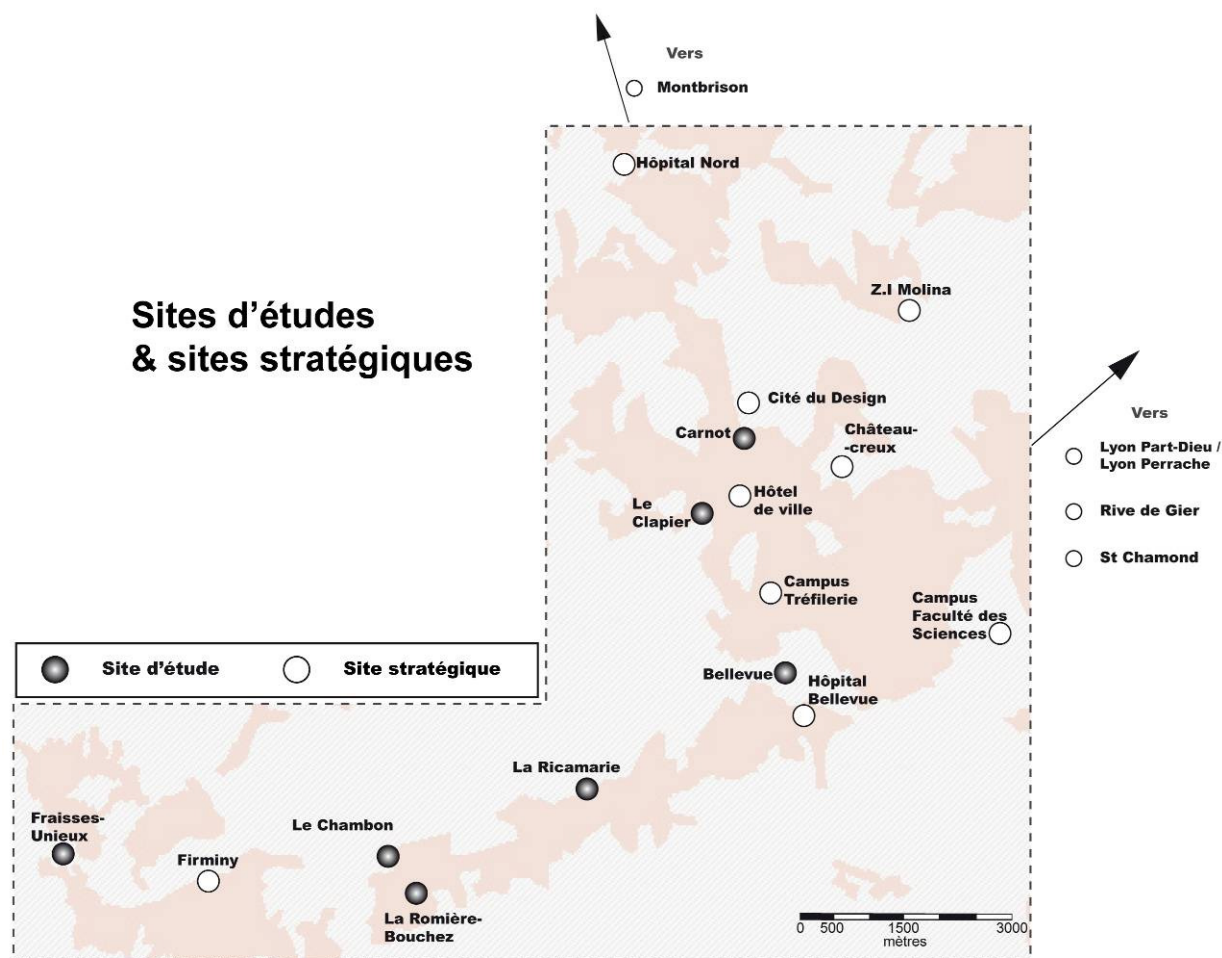 Vers
Montbrison
Hôpital Nord
Sites d'études
& sites stratégiques
Z.I Molina
Cité du Design
Carnot
Château-
-creux
Vers
Lyon Part-Dieu /
Lyon Perrache
Rive de Gier
St Chamond
Hôtel
de ville
Le
Clapier
Campus
Tréfilerie
Campus
Faculté des
Sciences
Site d'étude
Site stratégique
Bellevue
Hôpital
Bellevue
La Ricamarie
Fraisses-
Unieux
Le Chambon
Firminy
La Romière-
Bouchez
0 500 1500 3000
mètres